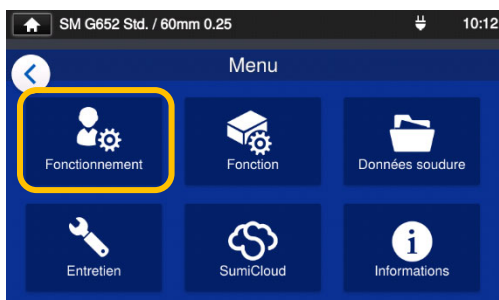 SM G652 Std. / 60mm 0.25 10:12
Menu
Fonctionnement Fonction Données soudure
Entretien SumiCloud Informations